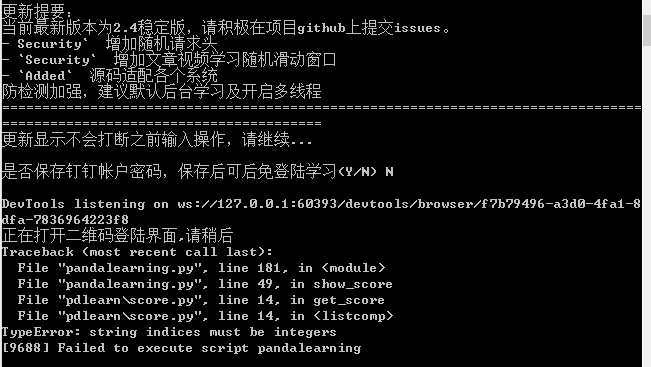 更新提要:
当前最新版本为2.4稳定版，请积极在项目github上提交issues。
- Security`  增加随机请求头
- `Security`  增加文章视频学习随机滑动窗口
- `Added`  源码适配各个系统
防检测加强，建议默认后台学习及开启多线程
================================================================================
========================================
更新显示不会打断之前输入操作，请继续...
是否保存钉钉帐户密码，保存后可后免登陆学习(Y/N) N
DevTools listening on ws://127.0.0.1:60393/devtools/browser/f7b79496-a3d0-4fa1-8
dfa-7836964223f8
正在打开二维码登陆界面,请稍后
Traceback (most recent call last):
  File "pandalearning.py", line 181, in <module>
  File "pandalearning.py", line 49, in show_score
  File "pdlearn\score.py", line 14, in get_score
  File "pdlearn\score.py", line 14, in <listcomp>
TypeError: string indices must be integers
[9688] Failed to execute script pandalearning